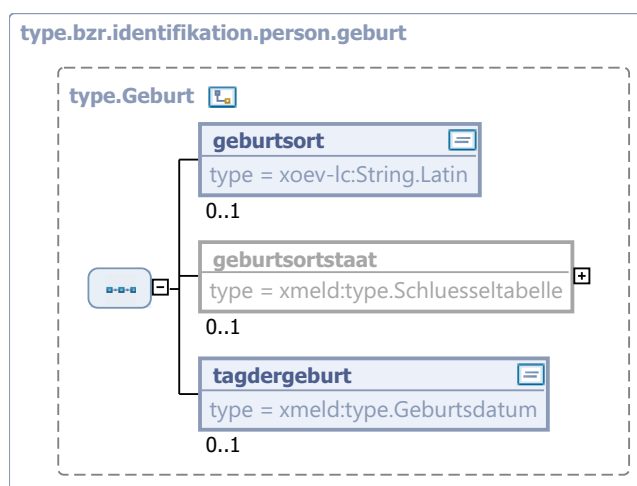 type.bzr.identifikation.person.geburt
type.Geburt
geburtsort
type = xoev-lc:String.Latin
0..1
geburtsortstaat
type = xmeld:type.Schluesseltabelle
0..1
tagdergeburt
type = xmeld:type.Geburtsdatum
0..1